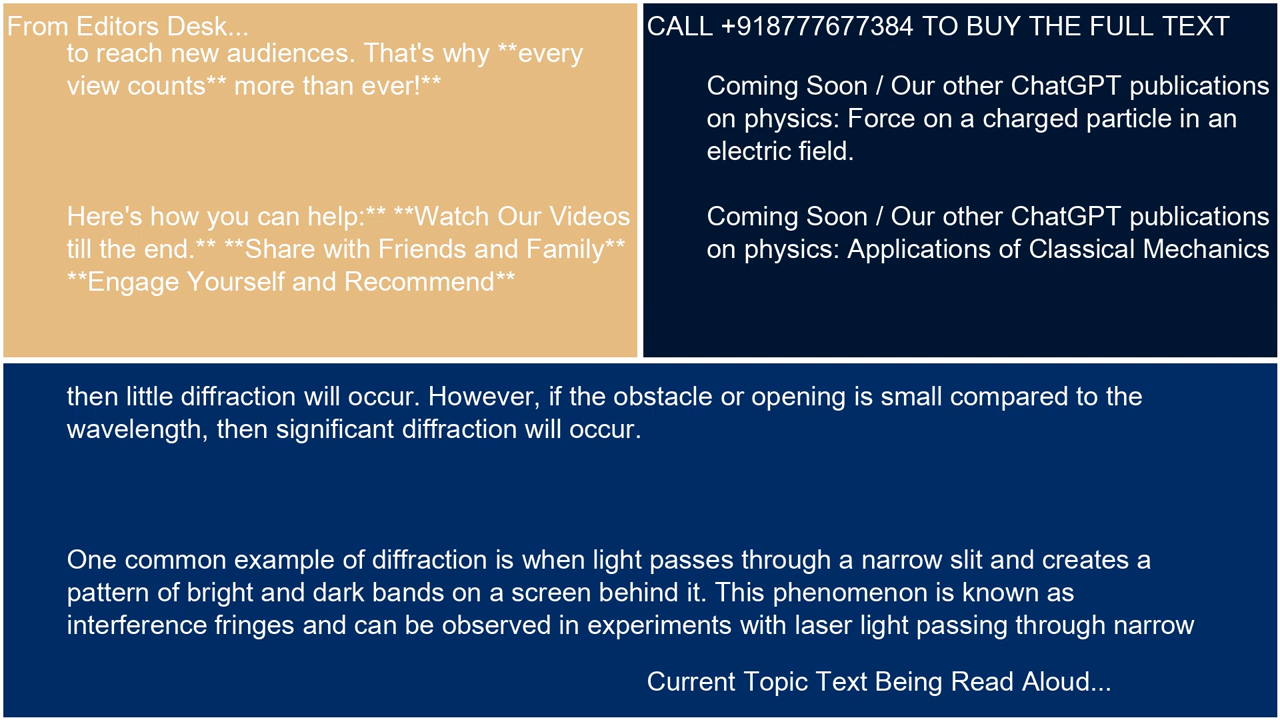 From Editors Desk...
to reach new audiences. That's why **every
view counts** more than ever!**
Here's how you can help:** **Watch Our Videos
till the end.** **Share with Friends and Family**
**Engage Yourself and Recommend**
CALL +918777677384 TO BUY THE FULL TEXT
Coming Soon / Our other ChatGPT publications
on physics: Force on a charged particle in an
electric field.
Coming Soon / Our other ChatGPT publications
on physics: Applications of Classical Mechanics
then little diffraction will occur. However, if the obstacle or opening is small compared to the
wavelength, then significant diffraction will occur.
One common example of diffraction is when light passes through a narrow slit and creates a
pattern of bright and dark bands on a screen behind it. This phenomenon is known as
interference fringes and can be observed in experiments with laser light passing through narrow
Current Topic Text Being Read Aloud...